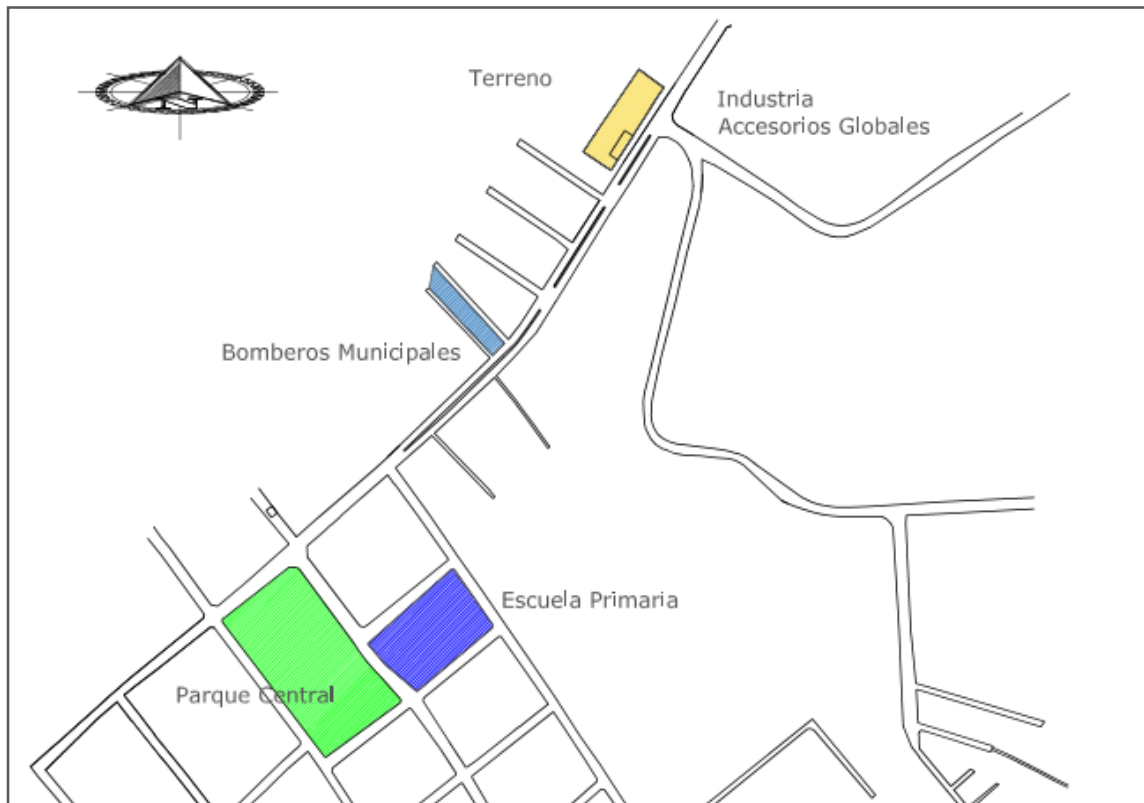 Terreno
Industria
Accesorios Globales
Bomberos Municipales
Escuela Primaria
Parque Central